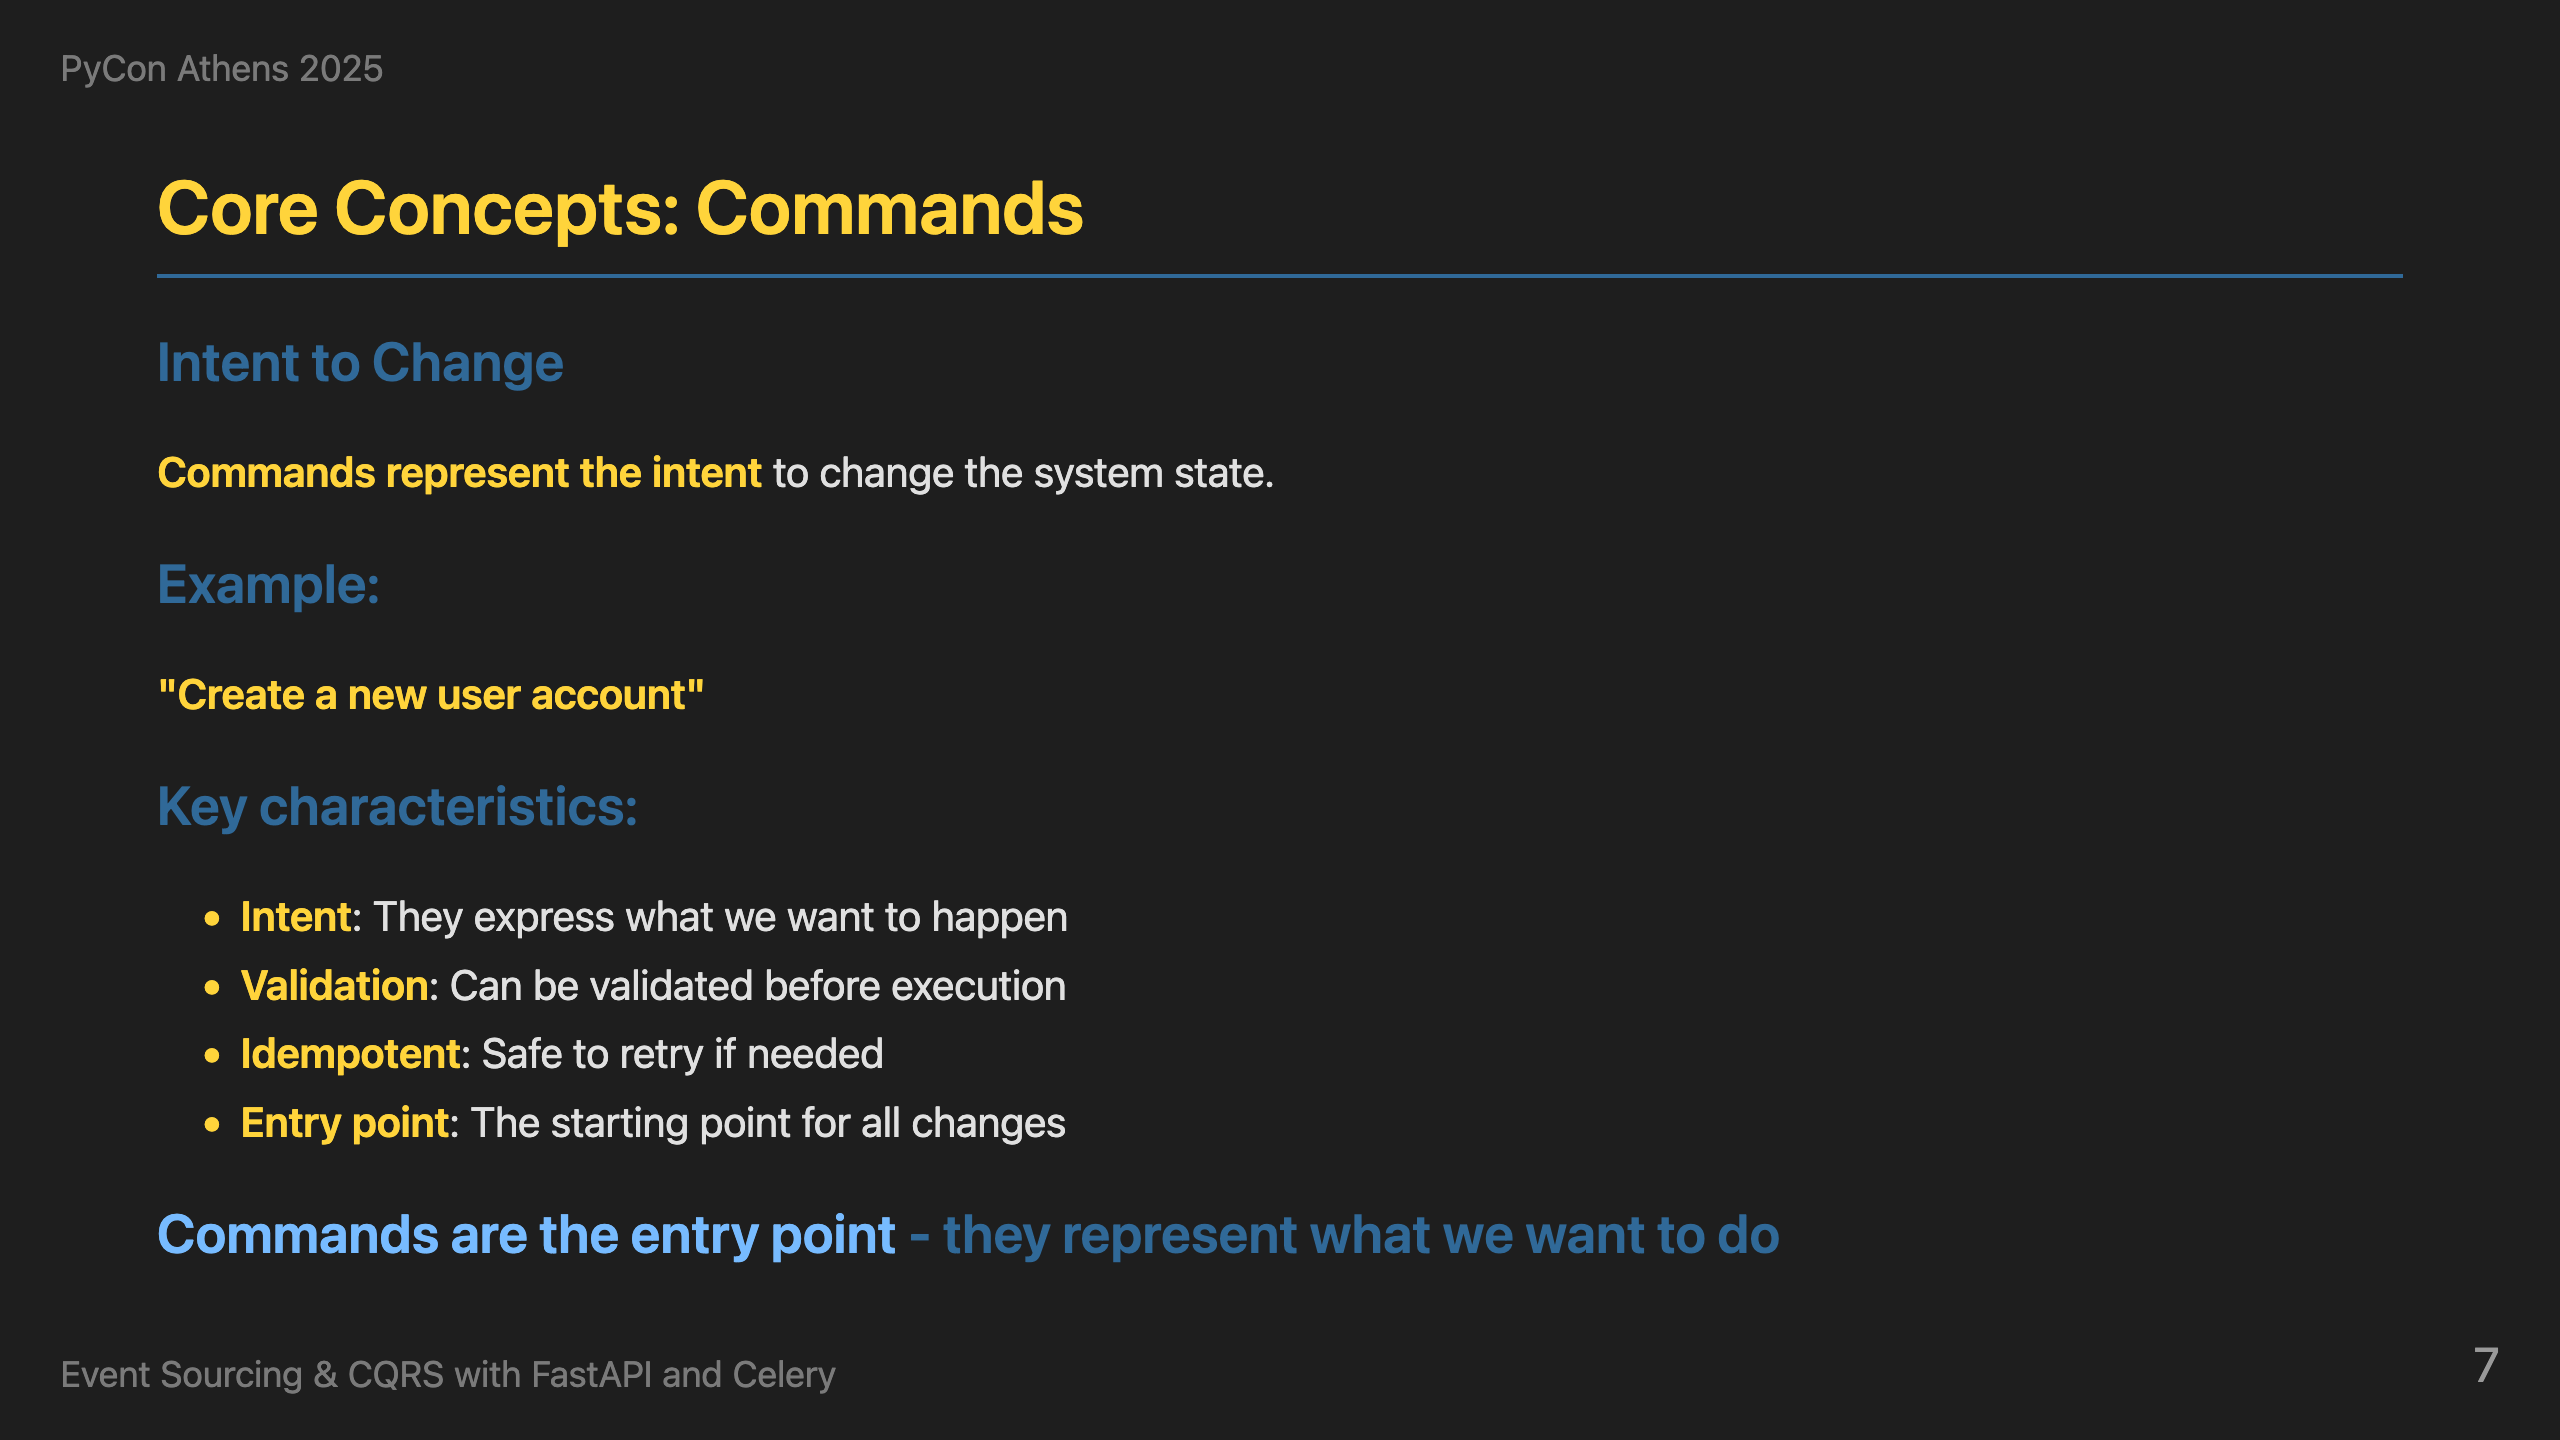 PyCon Athens 2025
Core Concepts: Commands
Intent to Change
Commands represent the intent to change the system state.
Example:
"Create a new user account"
Key characteristics:
• Intent: They express what we want to happen
• Validation: Can be validated before execution
• Idempotent: Safe to retry if needed
• Entry point: The starting point for all changes
Commands are the entry point - they represent what we want to do
Event Sourcing & CQRS with FastAPI and Celery
7